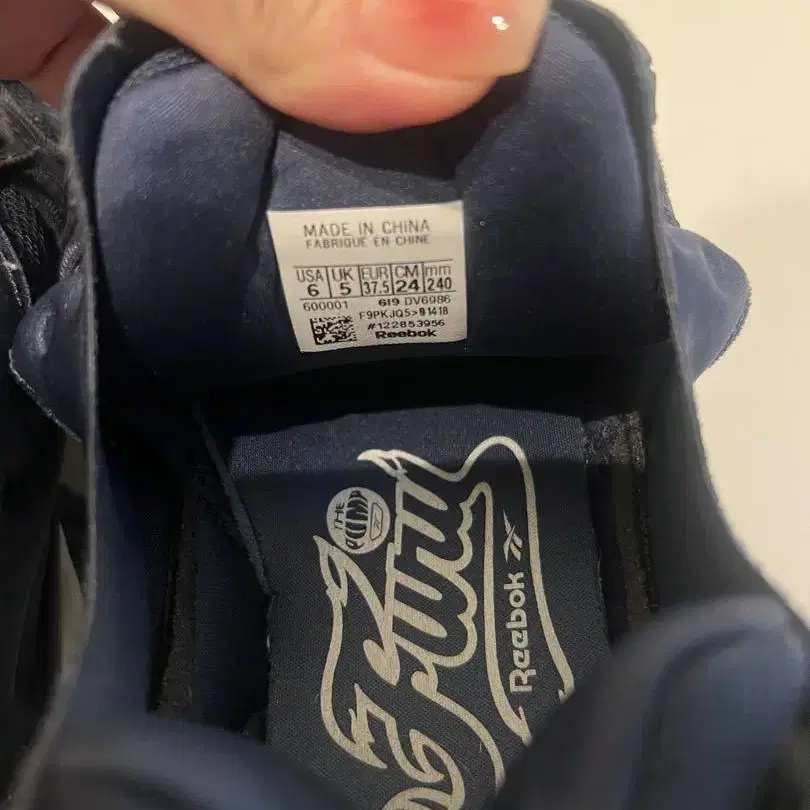 MADE IN CHINA
FABRIQUÉ EN CHINE
USA UK EUR CM mm
6 5 37.5 24 240
600001 619 DV6986
F9PKJQ5>91418
#122853956
Reebok
THE PUMP
Fury
Reebok